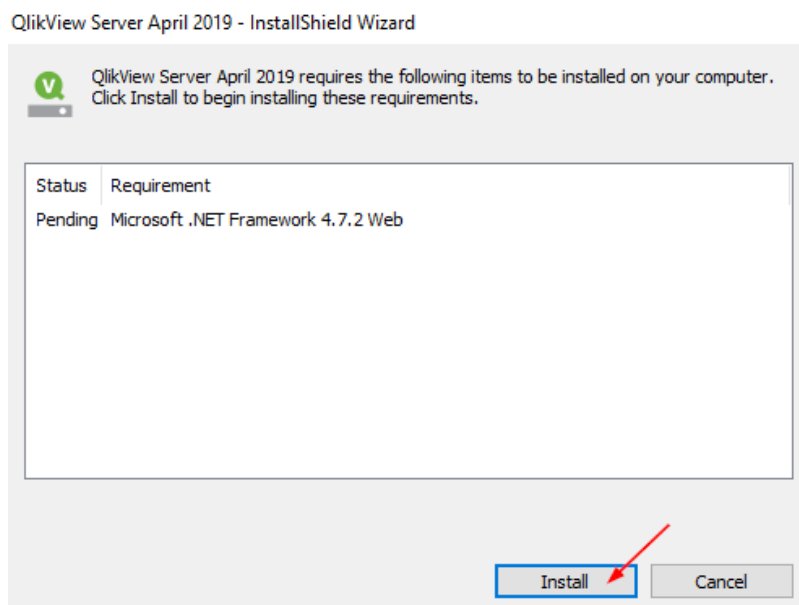 QlikView Server April 2019 - InstallShield Wizard
QlikView Server April 2019 requires the following items to be installed on your computer.
Click Install to begin installing these requirements.
Status Requirement
Pending Microsoft .NET Framework 4.7.2 Web
Install Cancel